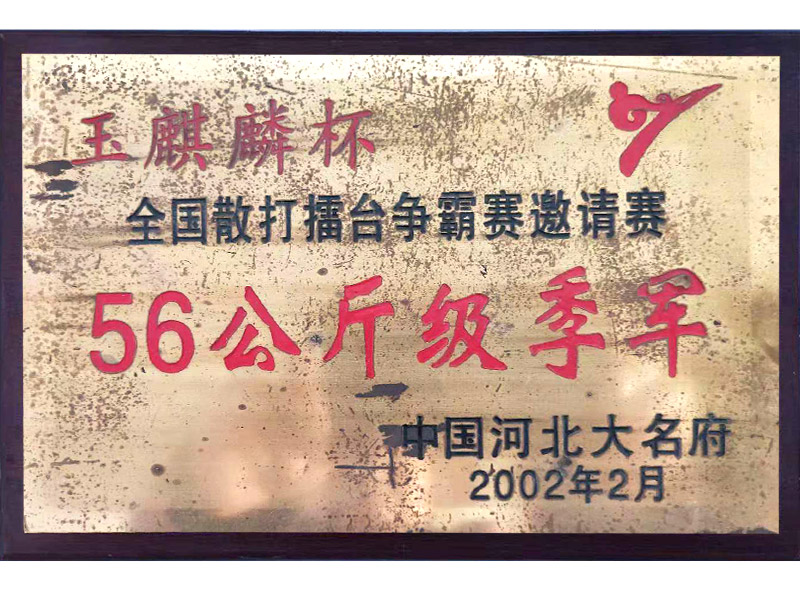 玉麒麟杯
全国散打擂台争霸赛邀请赛
56公斤级季军
中国河北大名府
2002年2月